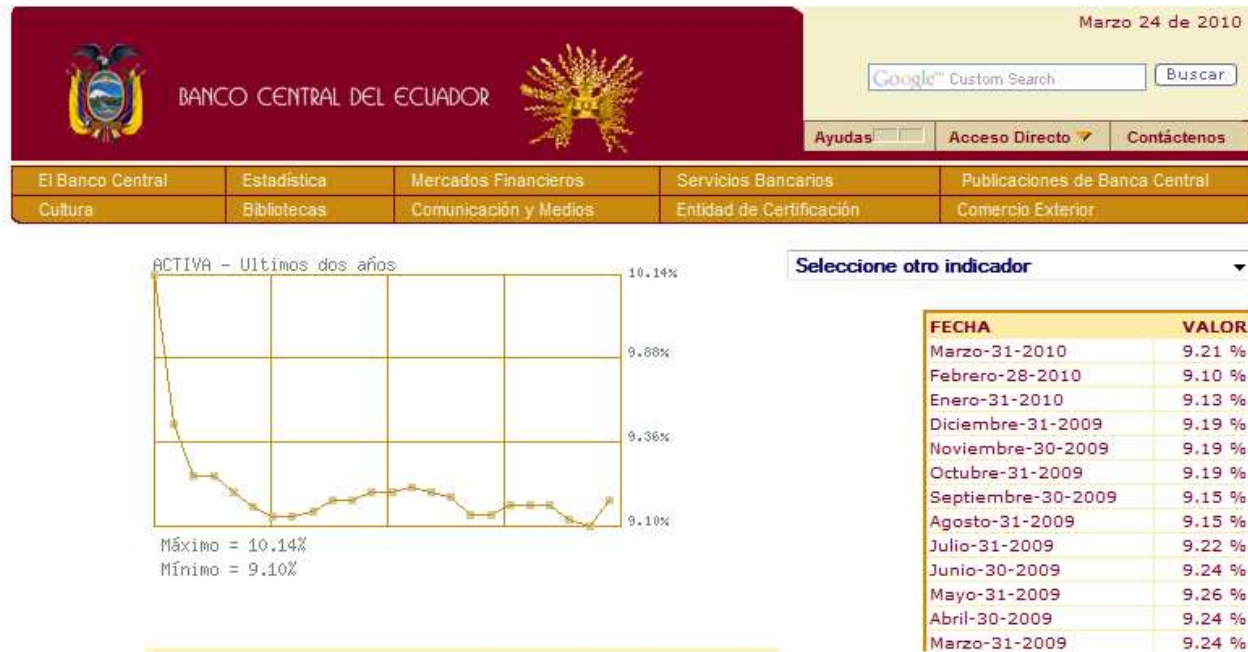 Marzo 24 de 2010
BANCO CENTRAL DEL ECUADOR
Google™ Custom Search
Buscar
Ayudas
Acceso Directo
Contáctenos
El Banco Central
Estadística
Mercados Financieros
Servicios Bancarios
Publicaciones de Banca Central
Cultura
Bibliotecas
Comunicación y Medios
Entidad de Certificación
Comercio Exterior
ACTIVA - Ultimos dos años
10.14%
9.88%
9.36%
9.10%
Máximo = 10.14%
Mínimo = 9.10%
Seleccione otro indicador
FECHA VALOR
Marzo-31-2010 9.21 %
Febrero-28-2010 9.10 %
Enero-31-2010 9.13 %
Diciembre-31-2009 9.19 %
Noviembre-30-2009 9.19 %
Octubre-31-2009 9.19 %
Septiembre-30-2009 9.15 %
Agosto-31-2009 9.15 %
Julio-31-2009 9.22 %
Junio-30-2009 9.24 %
Mayo-31-2009 9.26 %
Abril-30-2009 9.24 %
Marzo-31-2009 9.24 %